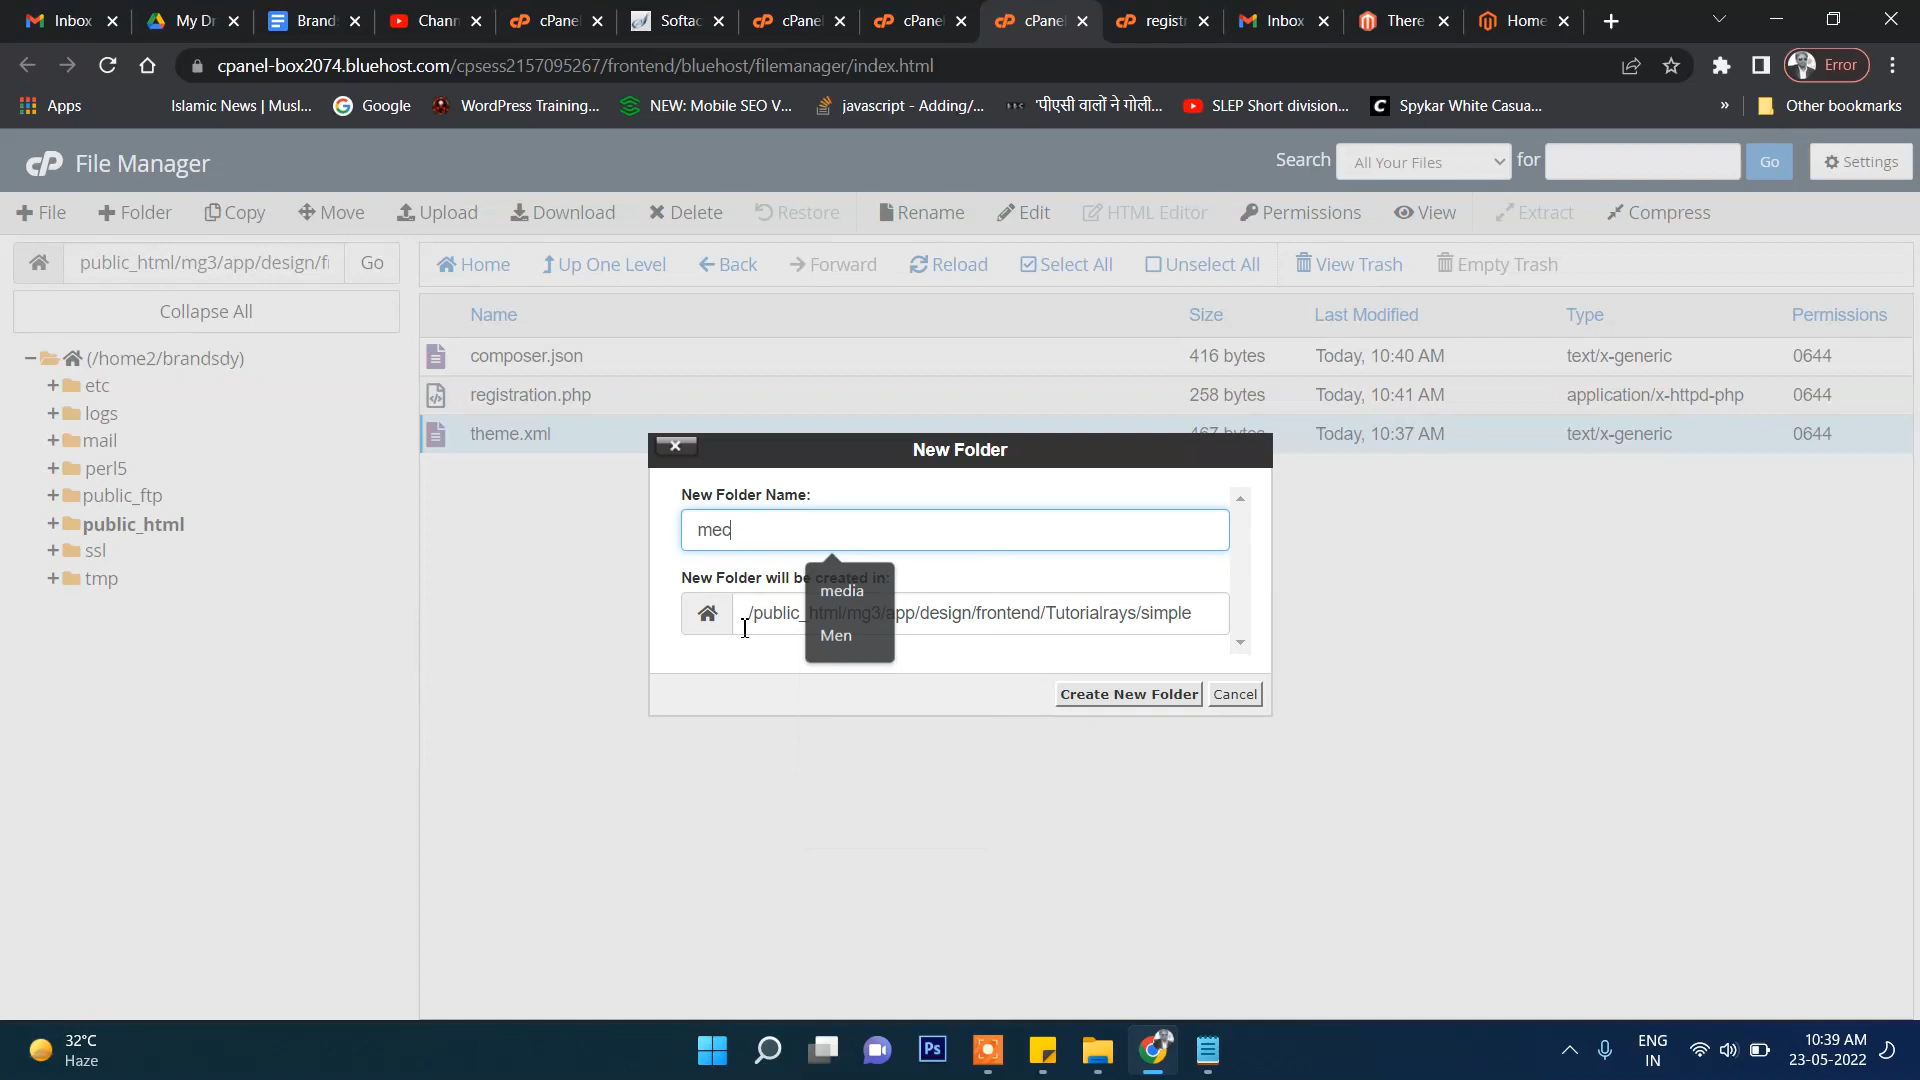 Inbox
My Dr
Brand
Chann
cPanel
Softac
cPanel
cPanel
cPanel
registr
Inbox
There
Home
cpanel-box2074.bluehost.com/cpsess2157095267/frontend/bluehost/filemanager/index.html
Error
Apps
Islamic News | Musl...
Google
WordPress Training...
NEW: Mobile SEO V...
javascript - Adding/...
'पीएसी वालों ने गोली...
SLEP Short division...
Spykar White Casua...
»
Other bookmarks
cP File Manager
Search
All Your Files
for
Go
Settings
File
Folder
Copy
Move
Upload
Download
Delete
Restore
Rename
Edit
HTML Editor
Permissions
View
Extract
Compress
public_html/mg3/app/design/fr
Go
Home
Up One Level
Back
Forward
Reload
Select All
Unselect All
View Trash
Empty Trash
Collapse All
Name
Size
Last Modified
Type
Permissions
composer.json
416 bytes
Today, 10:40 AM
text/x-generic
0644
registration.php
258 bytes
Today, 10:41 AM
application/x-httpd-php
0644
theme.xml
467 bytes
Today, 10:37 AM
text/x-generic
0644
(/home2/brandsdy)
etc
logs
mail
perl5
public_ftp
public_html
ssl
tmp
New Folder
New Folder Name:
med
New Folder will be created in:
media
Men
/public_html/mg3/app/design/frontend/Tutorialrays/simple
Create New Folder
Cancel
32°C
Haze
Ps
ENG
IN
10:39 AM
23-05-2022